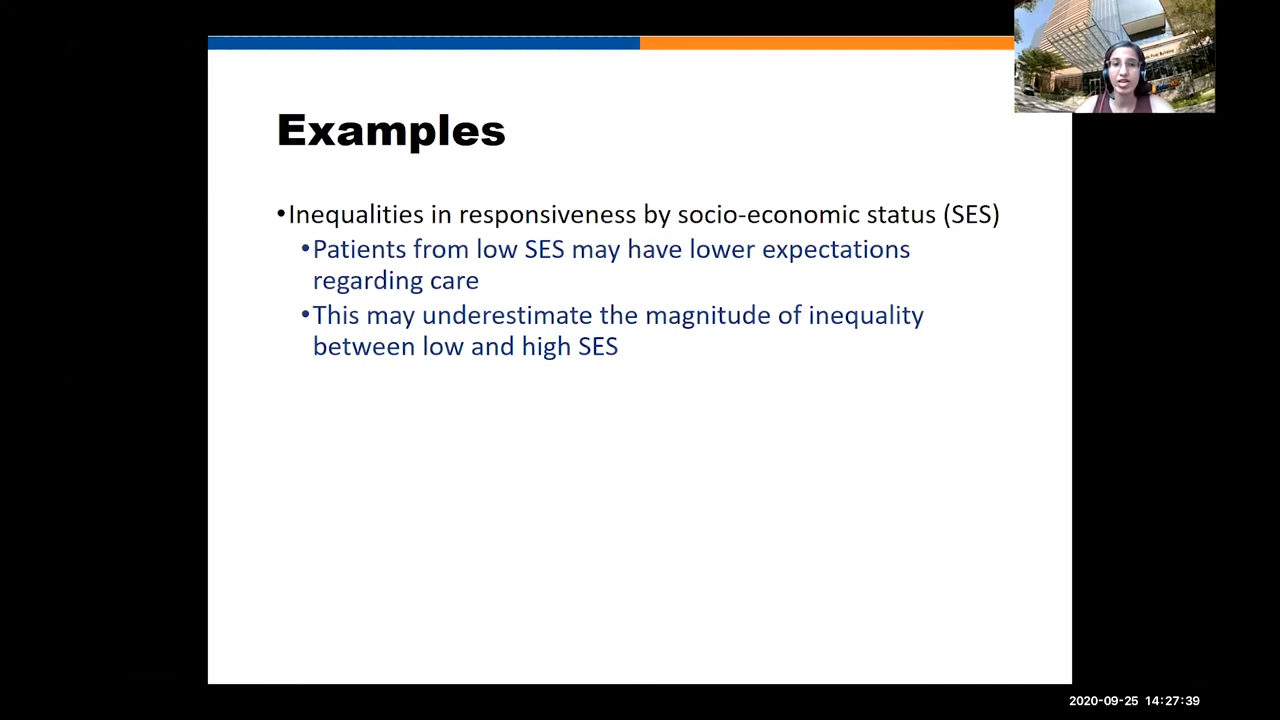 Examples
•Inequalities in responsiveness by socio-economic status (SES)
•Patients from low SES may have lower expectations
regarding care
•This may underestimate the magnitude of inequality
between low and high SES
2020-09-25 14:27:39